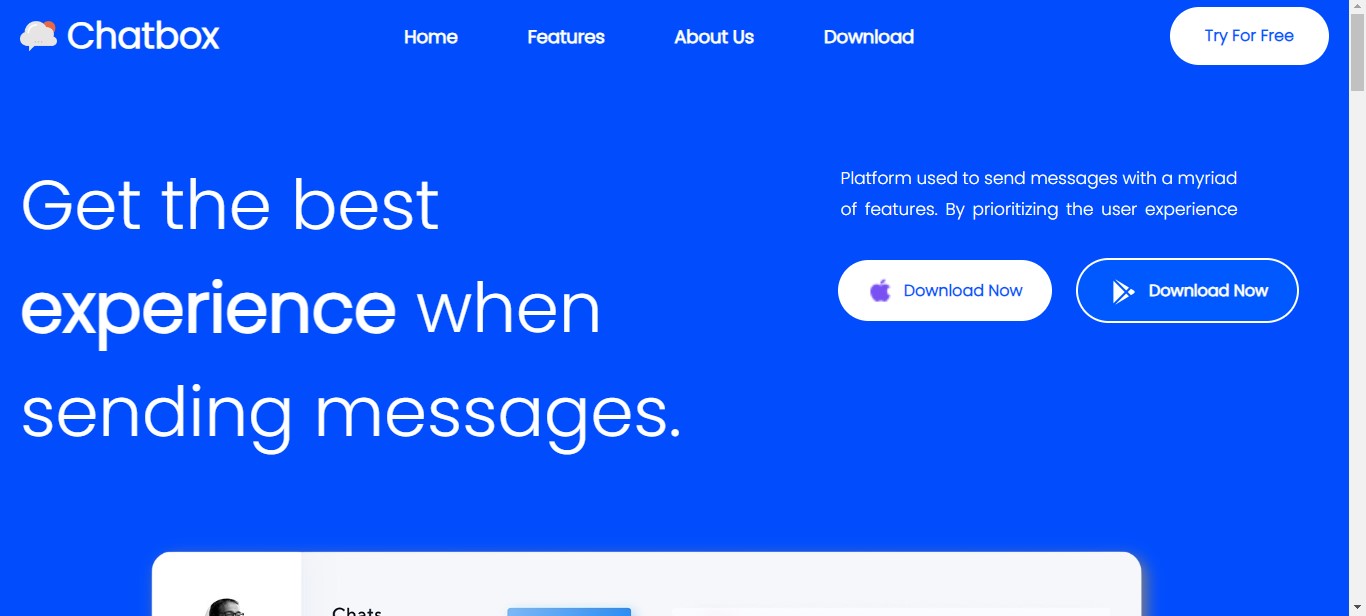 Chatbox
Home
Features
About Us
Download
Try For Free
Get the best
experience when
sending messages.
Platform used to send messages with a myriad
of features. By prioritizing the user experience
Download Now
Download Now
Chats